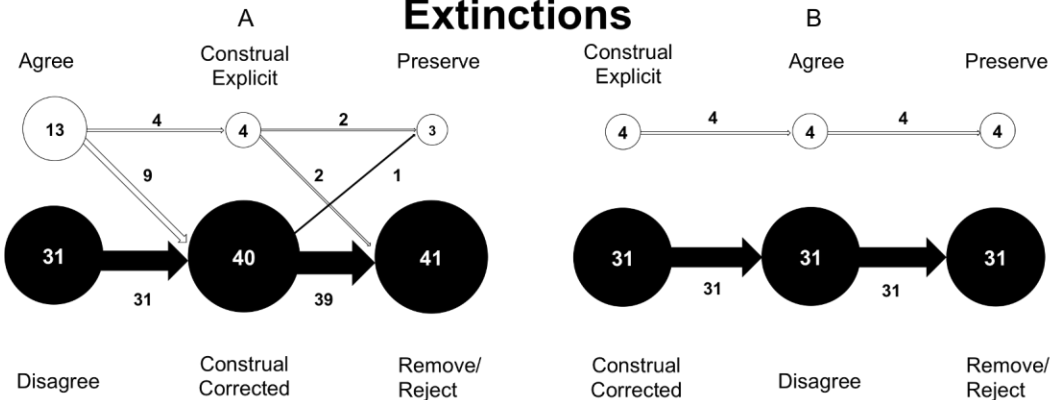 Extinctions
A
B
Agree
Construal
Explicit
Preserve
Construal
Explicit
Agree
Preserve
13
4
4
2
3
4
4
4
4
4
9
2
1
31
40
41
31
31
31
31
39
31
31
Disagree
Construal
Corrected
Remove/
Reject
Construal
Corrected
Disagree
Remove/
Reject